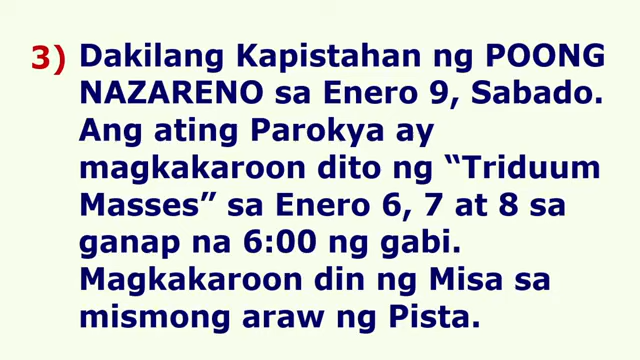 3) Dakilang Kapistahan ng POONG
NAZARENO sa Enero 9, Sabado.
Ang ating Parokya ay
magkakaroon dito ng “Triduum
Masses” sa Enero 6, 7 at 8 sa
ganap na 6:00 ng gabi.
Magkakaroon din ng Misa sa
mismong araw ng Pista.